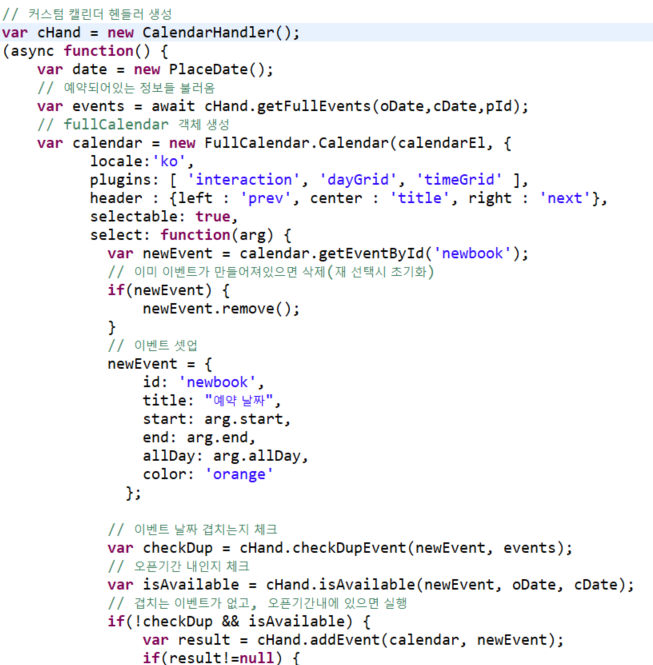 // 커스텀 캘린더 헨들러 생성
var cHand = new CalendarHandler();
(async function() {
    var date = new PlaceDate();
    // 예약되어있는 정보들 불러옴
    var events = await cHand.getFullEvents(oDate,cDate,pId);
    // fullCalendar 객체 생성
    var calendar = new FullCalendar.Calendar(calendarEl, {
          locale:'ko',
          plugins: [ 'interaction', 'dayGrid', 'timeGrid' ],
          header : {left : 'prev', center : 'title', right : 'next'},
          selectable: true,
          select: function(arg) {
            var newEvent = calendar.getEventById('newbook');
            // 이미 이벤트가 만들어져있으면 삭제(재 선택시 초기화)
            if(newEvent) {
                newEvent.remove();
            }
            // 이벤트 셋업
            newEvent = {
                id: 'newbook',
                title: "예약 날짜",
                start: arg.start,
                end: arg.end,
                allDay: arg.allDay,
                color: 'orange'
              };

            // 이벤트 날짜 겹치는지 체크
            var checkDup = cHand.checkDupEvent(newEvent, events);
            // 오픈기간 내인지 체크
            var isAvailable = cHand.isAvailable(newEvent, oDate, cDate);
            // 겹치는 이벤트가 없고, 오픈기간내에 있으면 실행
            if(!checkDup && isAvailable) {
                var result = cHand.addEvent(calendar, newEvent);
                if(result!=null) {